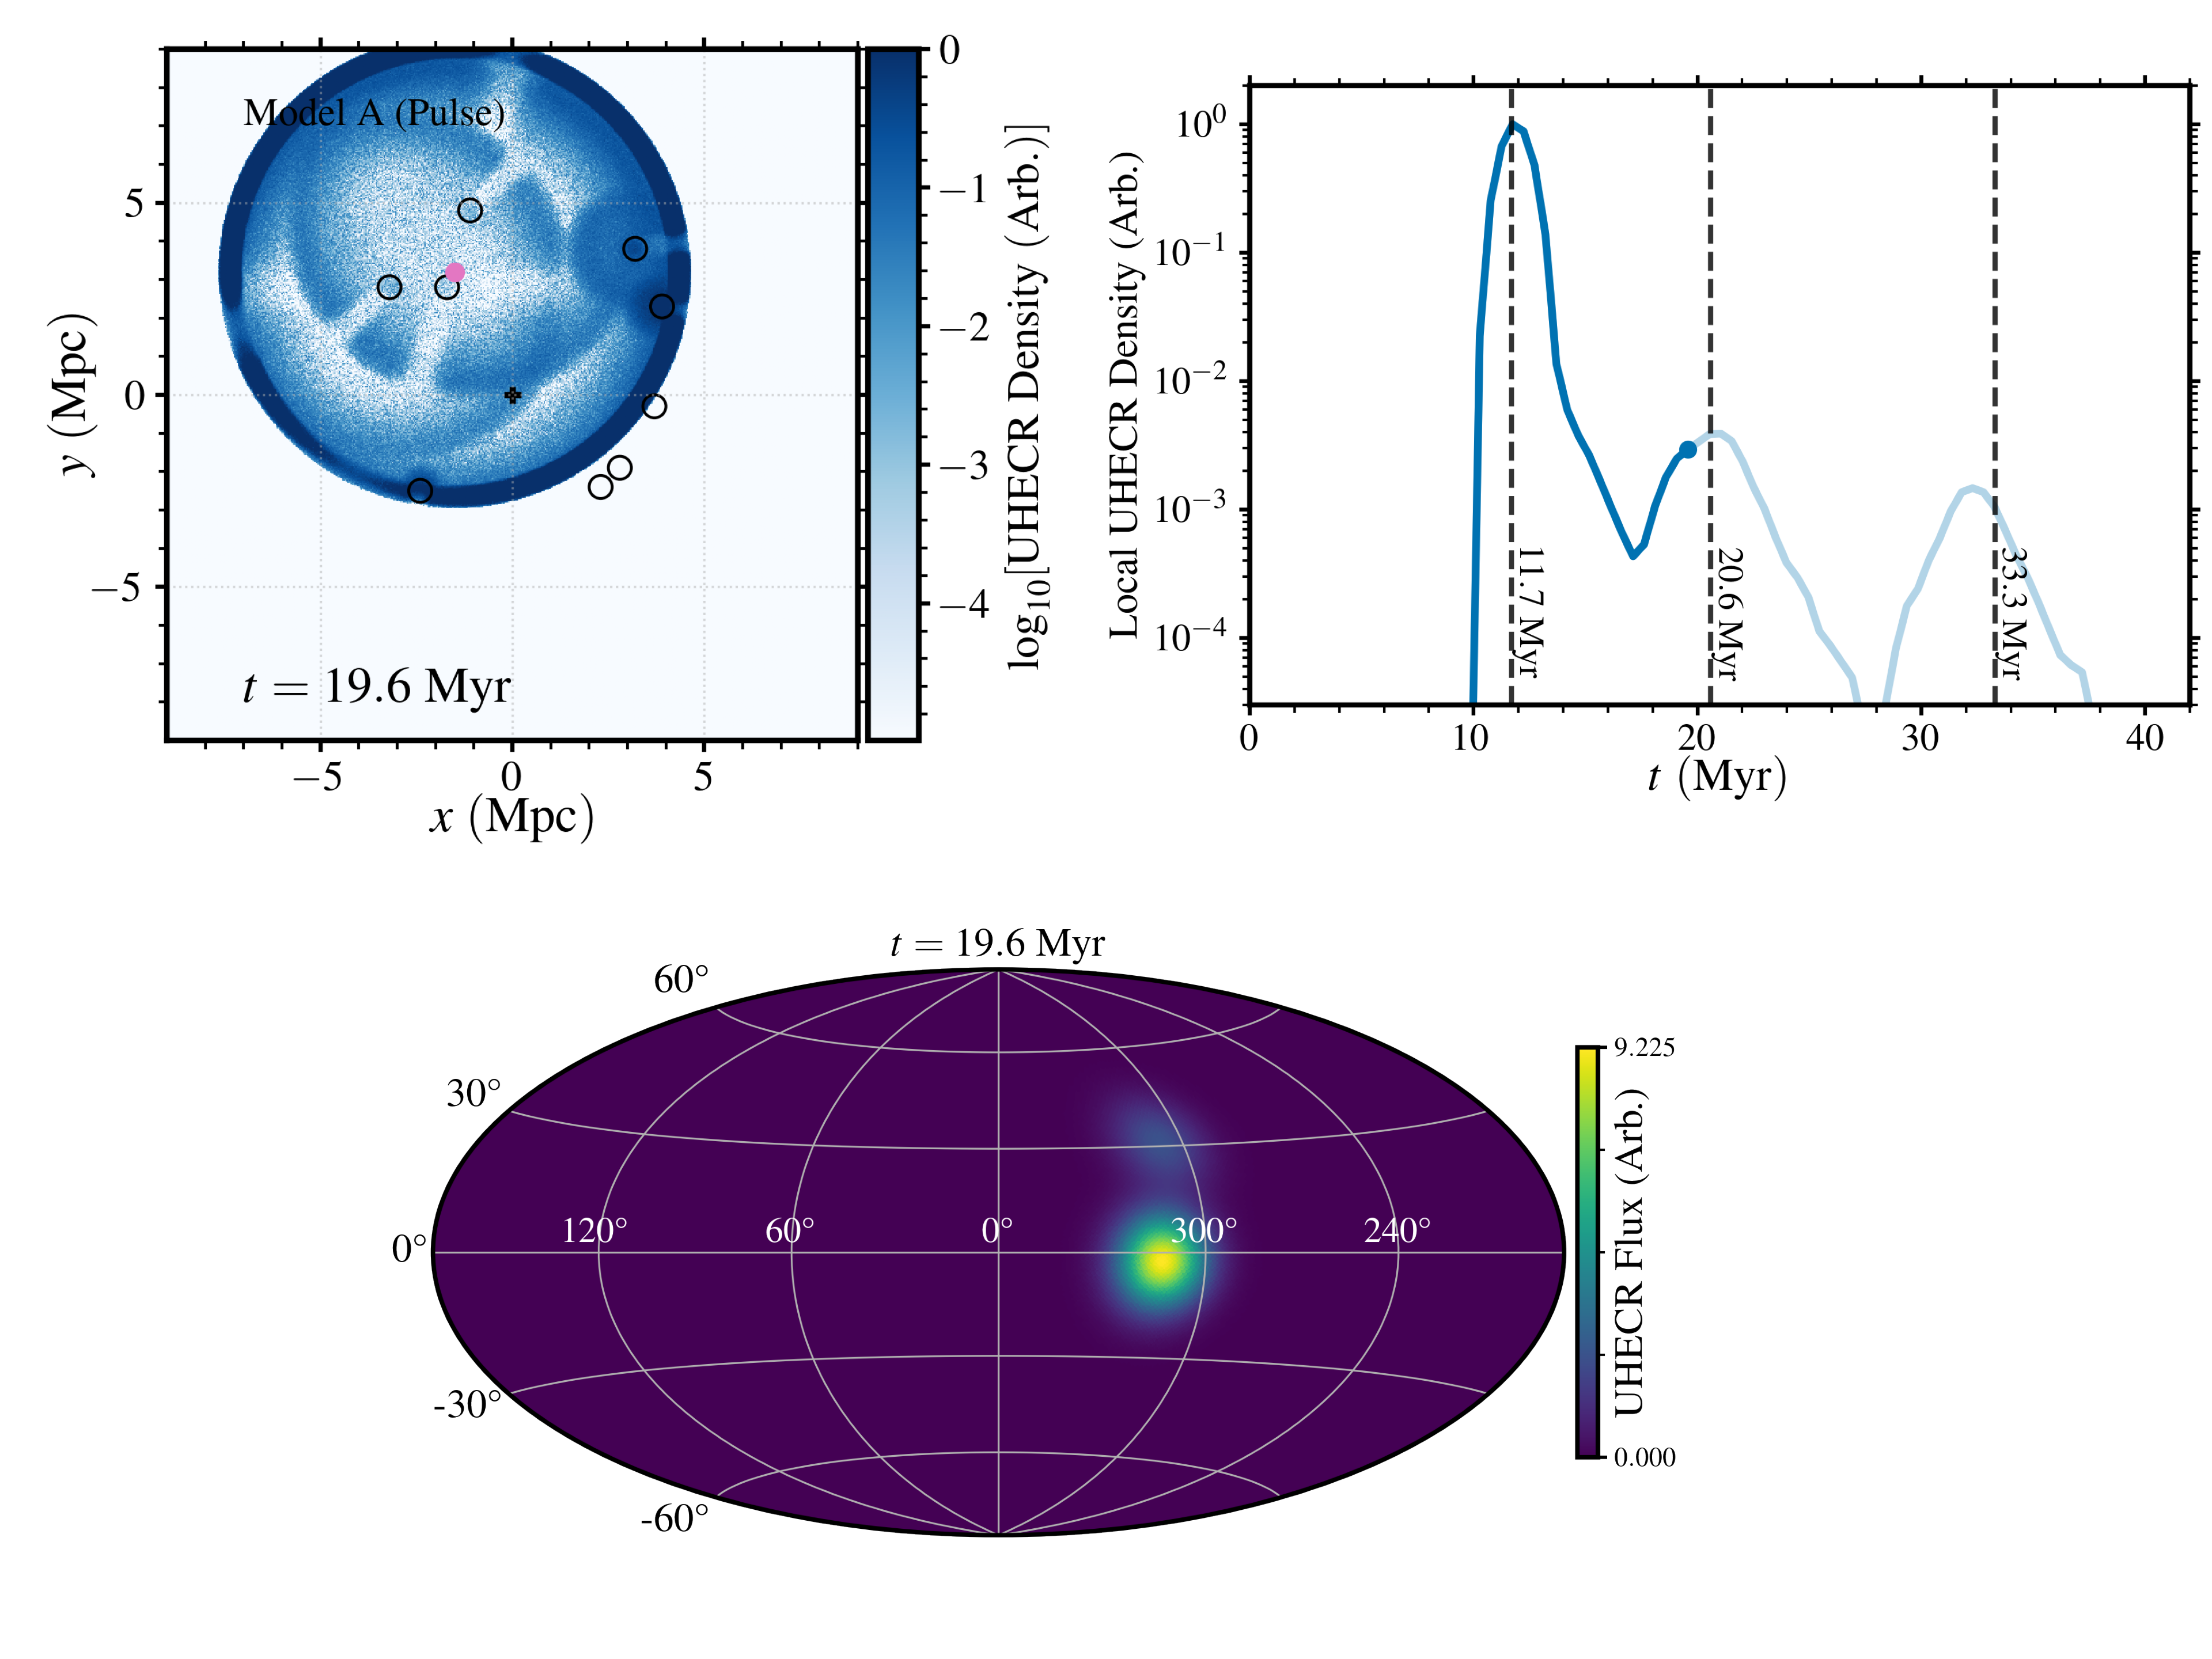 Model A (Pulse)
t = 19.6 Myr
5
0
−5
y (Mpc)
−5
0
5
x (Mpc)
0
−1
−2
−3
−4
log₁₀[UHECR Density (Arb.)]
10⁰
10⁻¹
10⁻²
10⁻³
10⁻⁴
Local UHECR Density (Arb.)
11.7 Myr
20.6 Myr
33.3 Myr
0
10
20
30
40
t (Myr)
t = 19.6 Myr
60°
30°
0°
-30°
-60°
120°
60°
0°
300°
240°
9.225
0.000
UHECR Flux (Arb.)